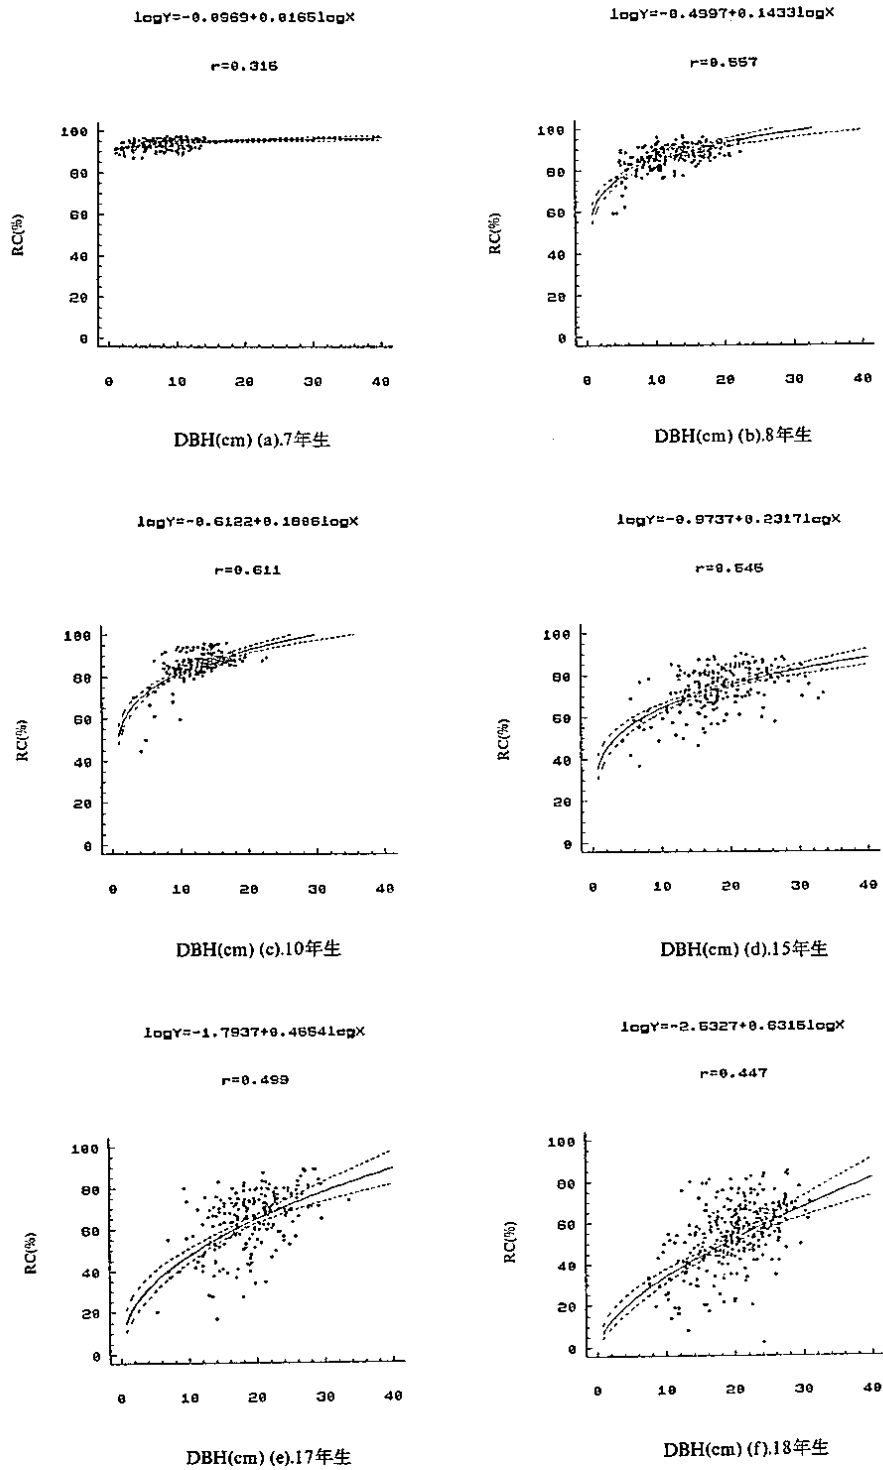 logY=-0.0969+0.0165logX
r=0.315
RC(%)
100
80
60
40
20
0
0 10 20 30 40
DBH(cm) (a).7年生
logY=-0.4997+0.1433logX
r=0.557
RC(%)
100
80
60
40
20
0
0 10 20 30 40
DBH(cm) (b).8年生
logY=-0.6122+0.1806logX
r=0.611
RC(%)
100
80
60
40
20
0
0 10 20 30 40
DBH(cm) (c).10年生
logY=-0.9737+0.2317logX
r=0.545
RC(%)
100
80
60
40
20
0
0 10 20 30 40
DBH(cm) (d).15年生
logY=-1.7937+0.4554logX
r=0.499
RC(%)
100
80
60
40
20
0
0 10 20 30 40
DBH(cm) (e).17年生
logY=-2.5327+0.6315logX
r=0.447
RC(%)
100
80
60
40
20
0
0 10 20 30 40
DBH(cm) (f).18年生